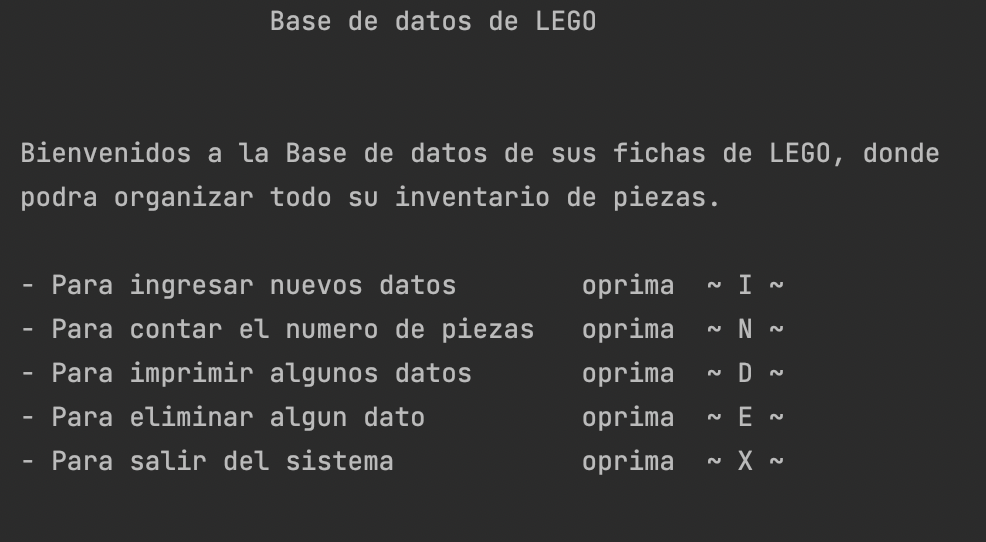 Base de datos de LEGO
Bienvenidos a la Base de datos de sus fichas de LEGO, donde
podra organizar todo su inventario de piezas.
- Para ingresar nuevos datos oprima ~ I ~
- Para contar el numero de piezas oprima ~ N ~
- Para imprimir algunos datos oprima ~ D ~
- Para eliminar algun dato oprima ~ E ~
- Para salir del sistema oprima ~ X ~